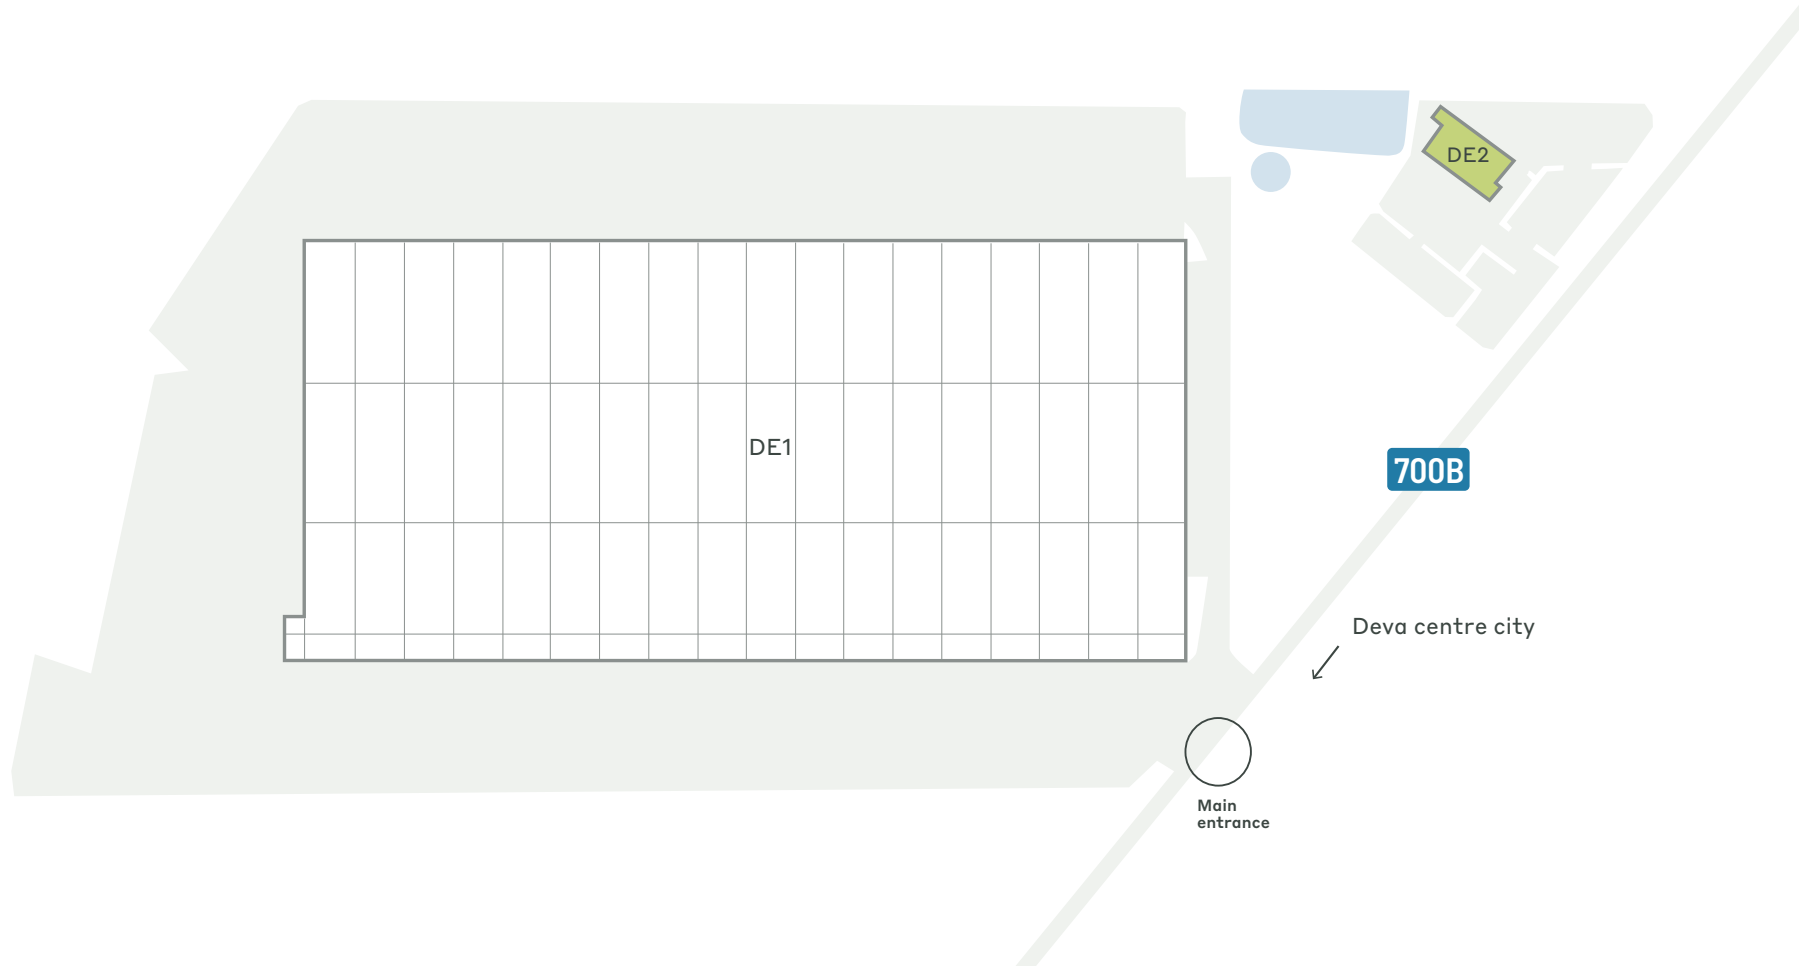 DE2
DE1
700B
Deva centre city
Main
entrance